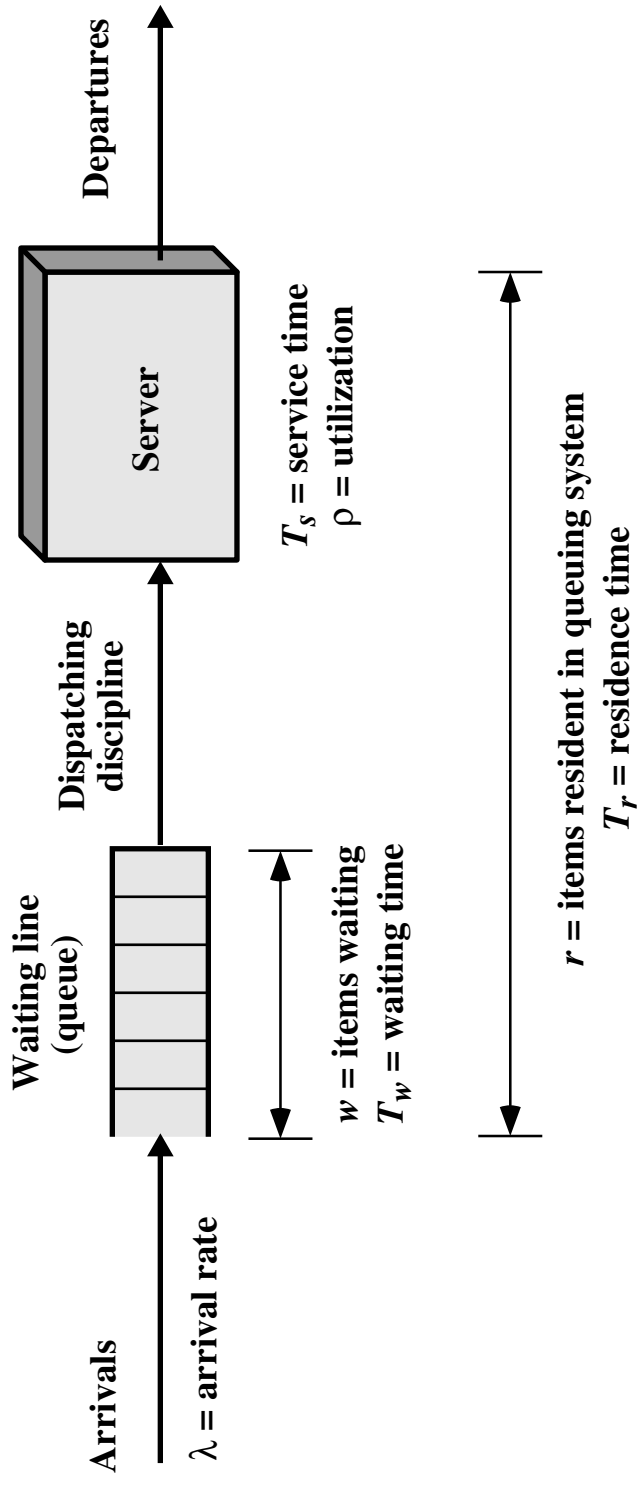 Arrivals
λ = arrival rate
Waiting line
(queue)
w = items waiting
T_w = waiting time
Dispatching
discipline
Server
T_s = service time
ρ = utilization
Departures
r = items resident in queuing system
T_r = residence time